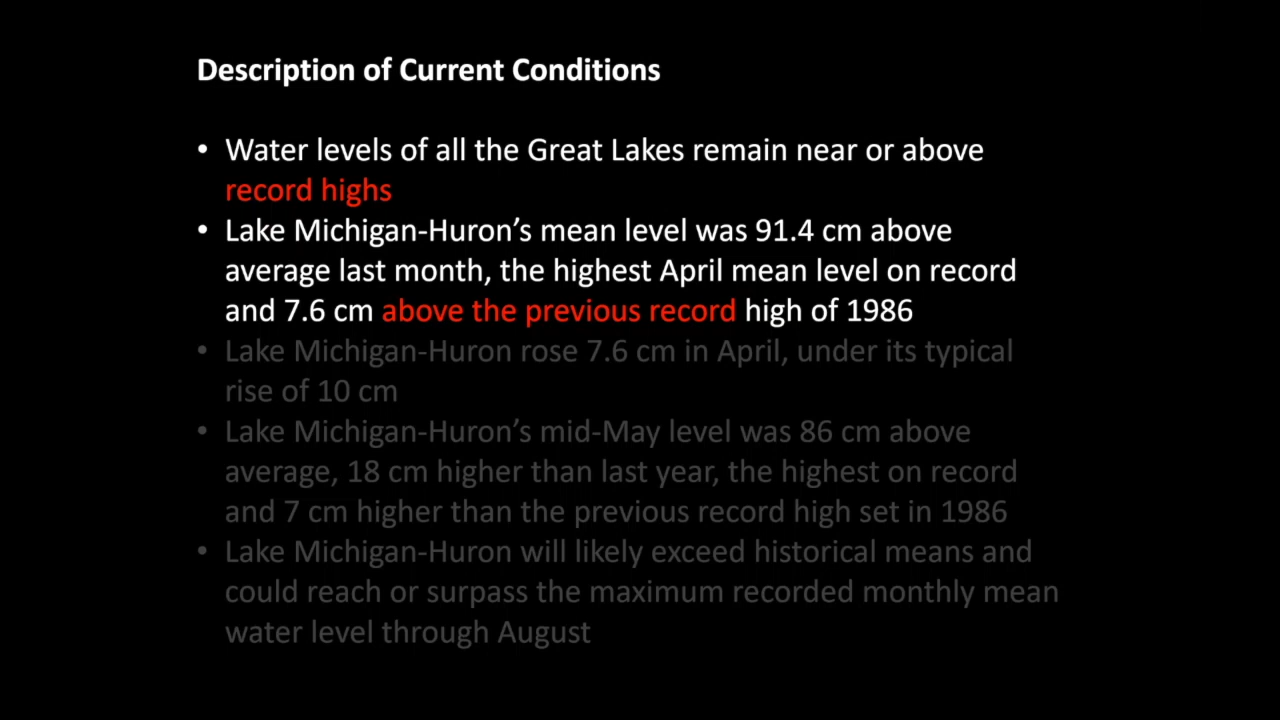 Description of Current Conditions
• Water levels of all the Great Lakes remain near or above
record highs
• Lake Michigan-Huron’s mean level was 91.4 cm above
average last month, the highest April mean level on record
and 7.6 cm above the previous record high of 1986
• Lake Michigan-Huron rose 7.6 cm in April, under its typical
rise of 10 cm
• Lake Michigan-Huron’s mid-May level was 86 cm above
average, 18 cm higher than last year, the highest on record
and 7 cm higher than the previous record high set in 1986
• Lake Michigan-Huron will likely exceed historical means and
could reach or surpass the maximum recorded monthly mean
water level through August